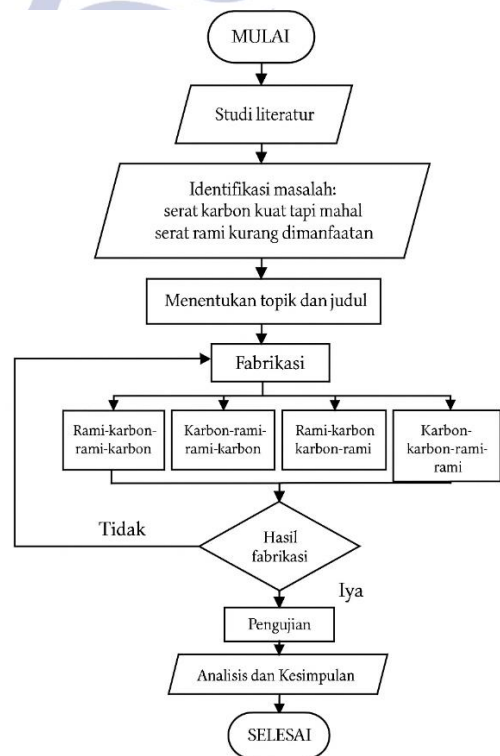 MULAI
Studi literatur
Identifikasi masalah:
serat karbon kuat tapi mahal
serat rami kurang dimanfaatan
Menentukan topik dan judul
Fabrikasi
Rami-karbon-
rami-karbon
Karbon-rami-
rami-karbon
Rami-karbon
karbon-rami
Karbon-
karbon-rami-
rami
Tidak
Hasil
fabrikasi
Iya
Pengujian
Analisis dan Kesimpulan
SELESAI